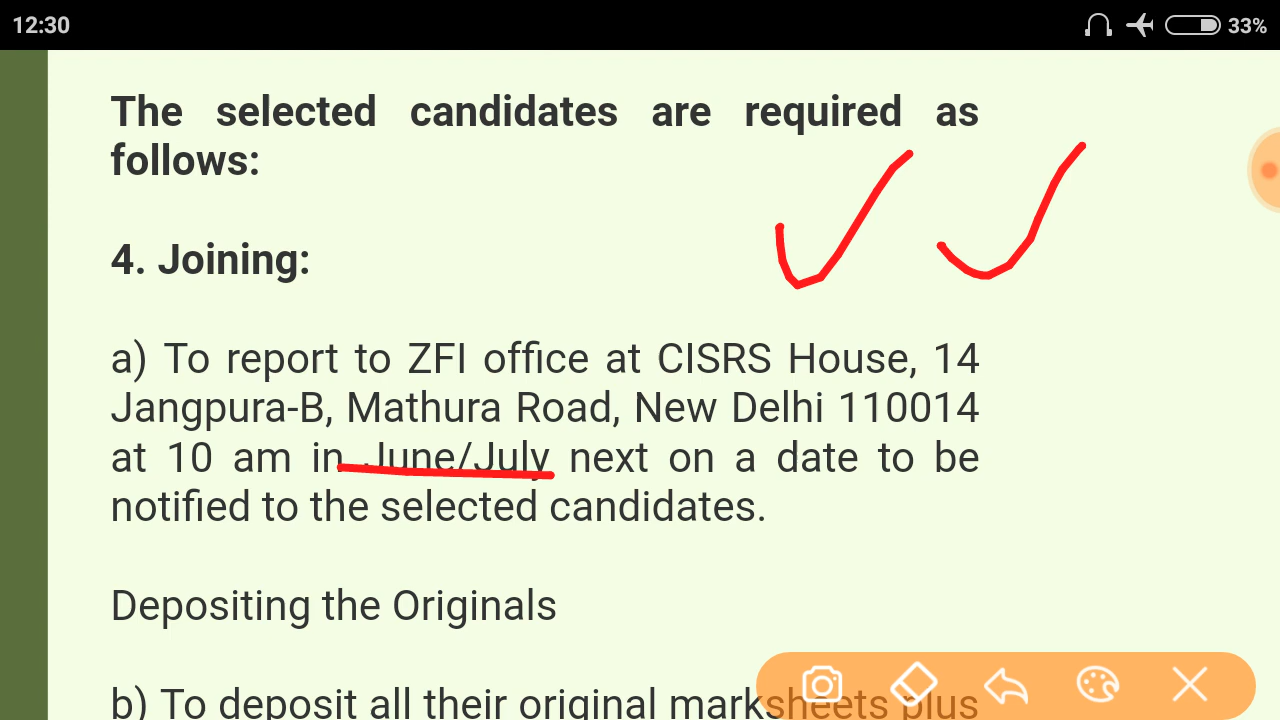 12:30
33%
The selected candidates are required as
follows:
4. Joining:
a) To report to ZFI office at CISRS House, 14
Jangpura-B, Mathura Road, New Delhi 110014
at 10 am in June/July next on a date to be
notified to the selected candidates.
Depositing the Originals
b) To deposit all their original marksheets plus